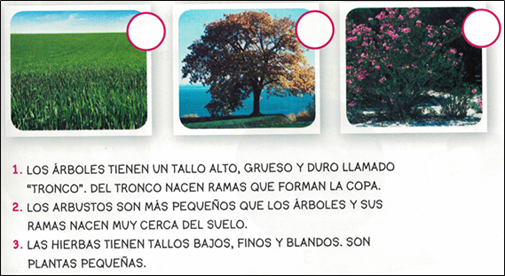 1. LOS ÁRBOLES TIENEN UN TALLO ALTO, GRUESO Y DURO LLAMADO
"TRONCO". DEL TRONCO NACEN RAMAS QUE FORMAN LA COPA.
2. LOS ARBUSTOS SON MÁS PEQUEÑOS QUE LOS ÁRBOLES Y SUS
RAMAS NACEN MUY CERCA DEL SUELO.
3. LAS HIERBAS TIENEN TALLOS BAJOS, FINOS Y BLANDOS. SON
PLANTAS PEQUEÑAS.